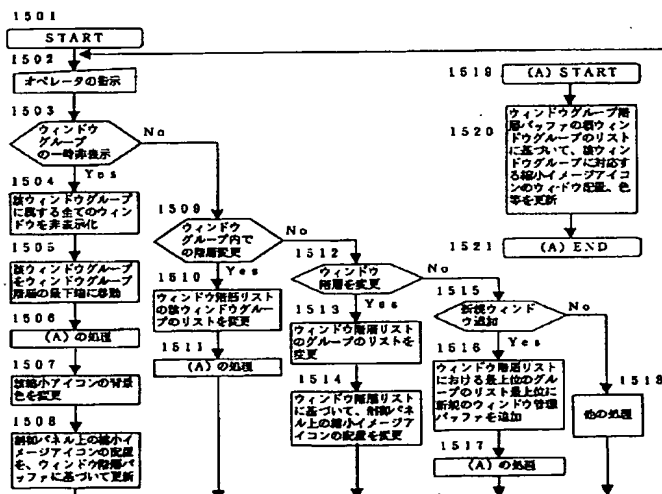 1501
START
1502
オペレータの指示
1503
ウィンドウ
グループ
の一時非表示
No
Yes
1504
該ウィンドウグループ
に属する全てのウィン
ドウを非表示化
1505
該ウィンドウグループ
をウィンドウグループ
階層の最下端に移動
1506
(A)の処理
1507
該縮小アイコンの背景
色を変更
1508
制御パネル上の縮小イ
メージアイコンの配置
を、ウィンドウ階層バ
ッファに基づいて更新
1509
ウィンドウ
グループ内で
の階層変更
No
Yes
1510
ウィンドウ階層リスト
の該ウィンドウグルー
プのリストを変更
1511
(A)の処理
1512
ウィンドウ
階層を変更
No
Yes
1513
ウィンドウ階層リスト
のグループのリストを
変更
1514
ウィンドウ階層リスト
に基づいて、制御パネ
ル上の縮小イメージア
イコンの配置を変更
1515
新規ウィンド
ウ追加
No
Yes
1516
ウィンドウ階層リスト
における最上位のグル
ープのリスト最上位に
新規のウィンドウ管理
バッファを追加
1517
(A)の処理
1518
他の処理
1519
(A) START
1520
ウィンドウグループ階
層バッファの該ウィン
ドウグループのリスト
に基づいて、該ウィン
ドウグループに対応す
る縮小イメージアイコ
ンのウィドウ配置、色
等を更新
1521
(A) END